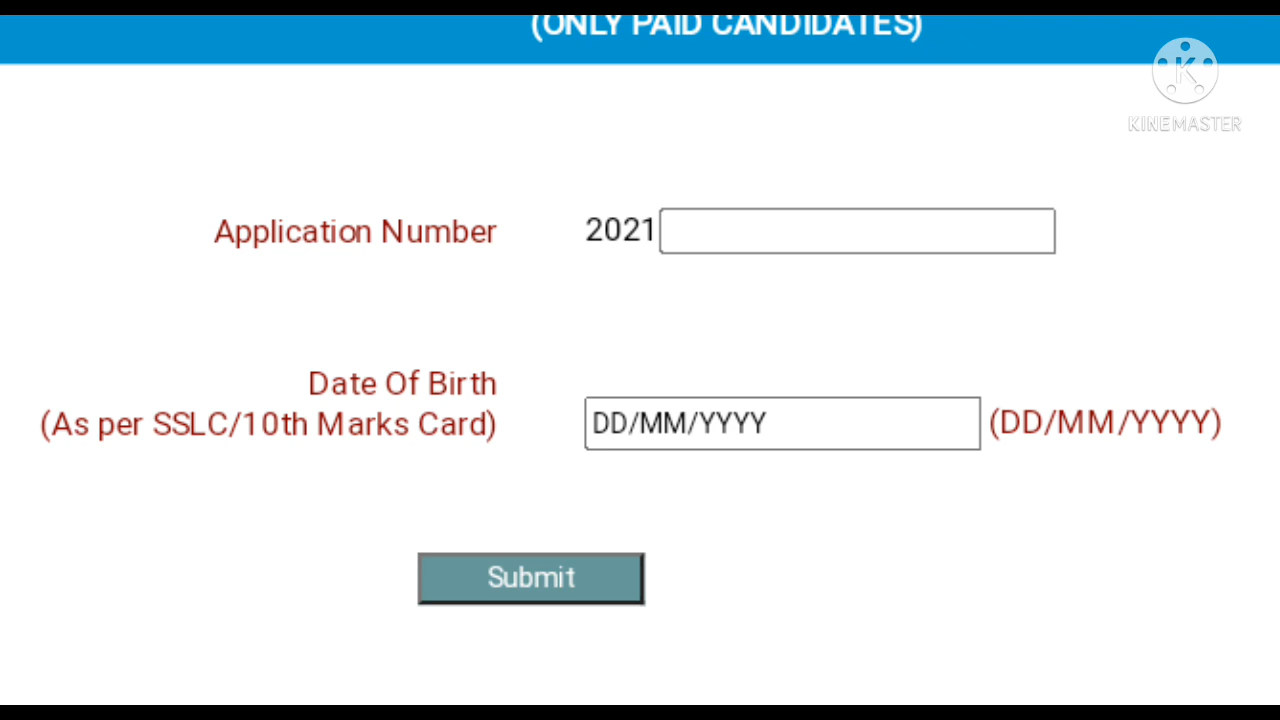 (ONLY PAID CANDIDATES)
K
KINEMASTER
Application Number 2021
Date Of Birth
(As per SSLC/10th Marks Card) DD/MM/YYYY (DD/MM/YYYY)
Submit